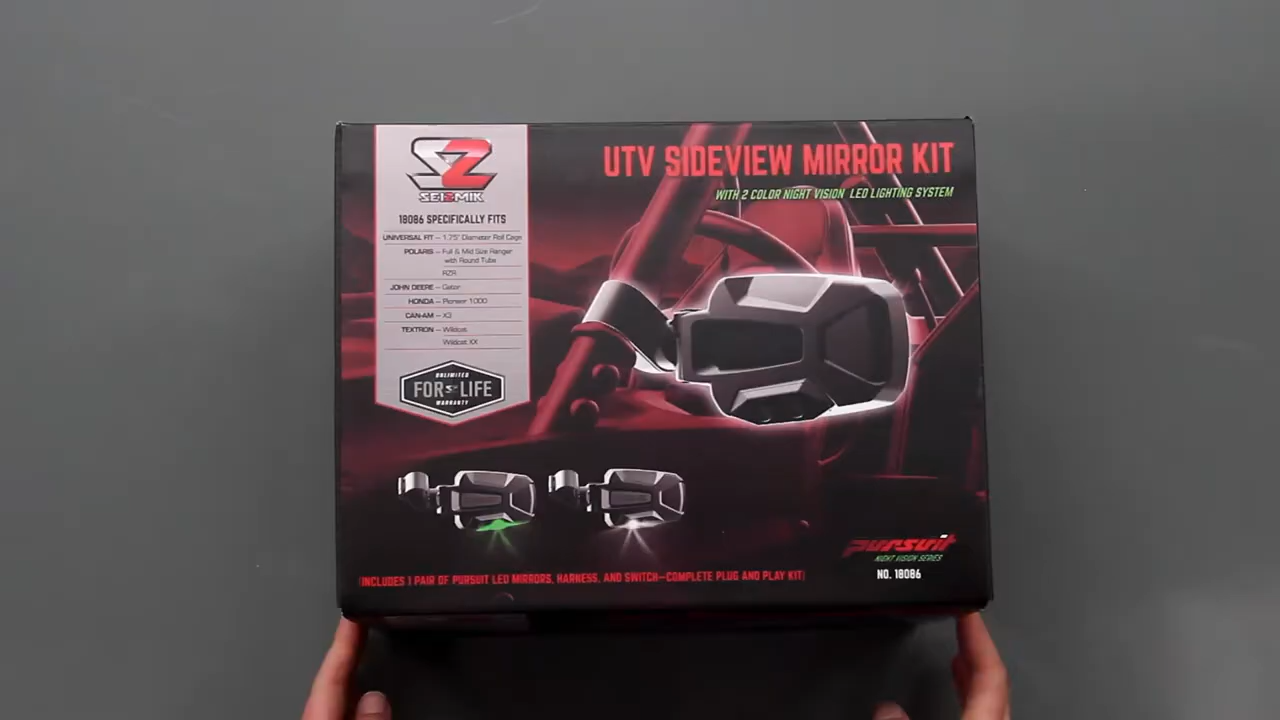 SZ
SEIZMIK
18086 SPECIFICALLY FITS
UNIVERSAL FIT – 1.75" Diameter Roll Cage
POLARIS – Full & Mid Size Ranger
with Round Tube
RZR
JOHN DEERE – Gator
HONDA – Pioneer 1000
CAN-AM – X3
TEXTRON – Wildcat
Wildcat XX
UNLIMITED
FOR LIFE
WARRANTY
UTV SIDEVIEW MIRROR KIT
WITH 2 COLOR NIGHT VISION LED LIGHTING SYSTEM
pursuit
NIGHT VISION SERIES
NO. 18086
(INCLUDES 1 PAIR OF PURSUIT LED MIRRORS, HARNESS, AND SWITCH—COMPLETE PLUG AND PLAY KIT)